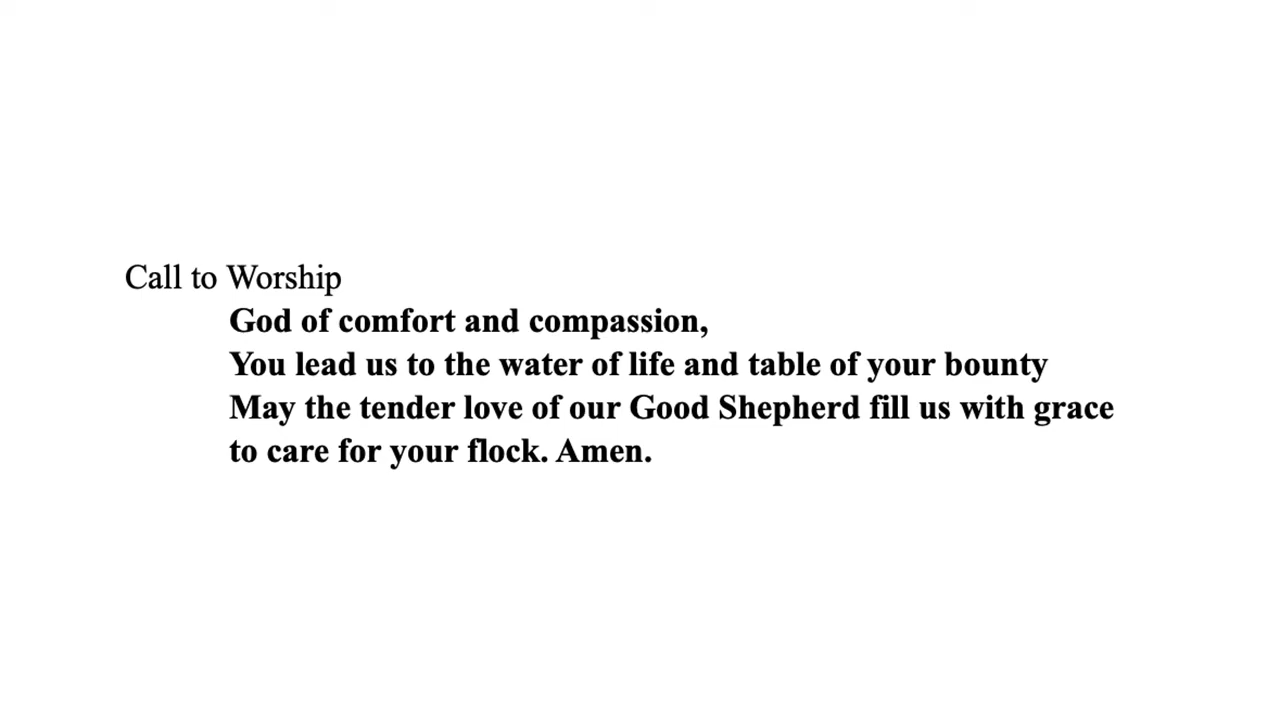 Call to Worship
God of comfort and compassion,
You lead us to the water of life and table of your bounty
May the tender love of our Good Shepherd fill us with grace
to care for your flock. Amen.